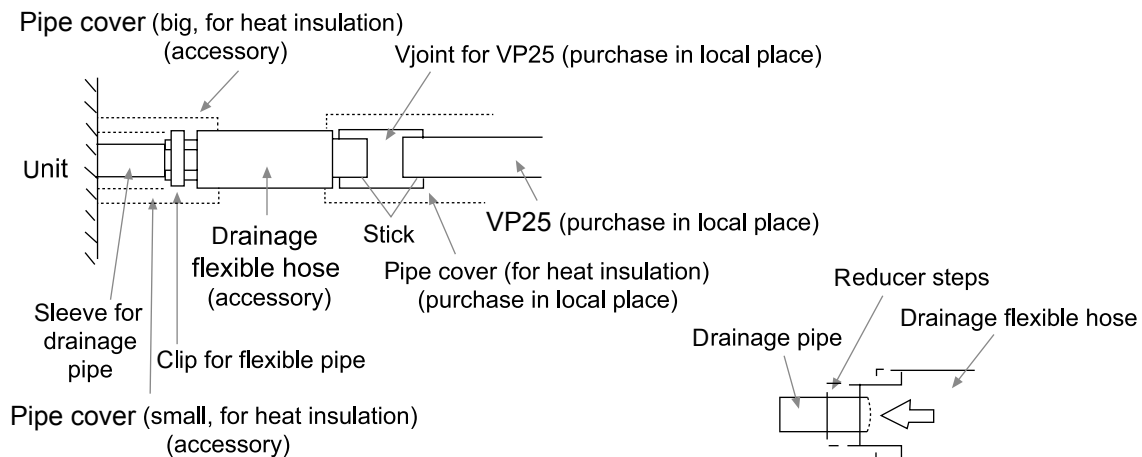 Pipe cover (big, for heat insulation)
(accessory)
Vjoint for VP25 (purchase in local place)
Unit
VP25 (purchase in local place)
Stick
Drainage
flexible hose
(accessory)
Pipe cover (for heat insulation)
(purchase in local place)
Sleeve for
drainage
pipe
Clip for flexible pipe
Pipe cover (small, for heat insulation)
(accessory)
Reducer steps
Drainage flexible hose
Drainage pipe